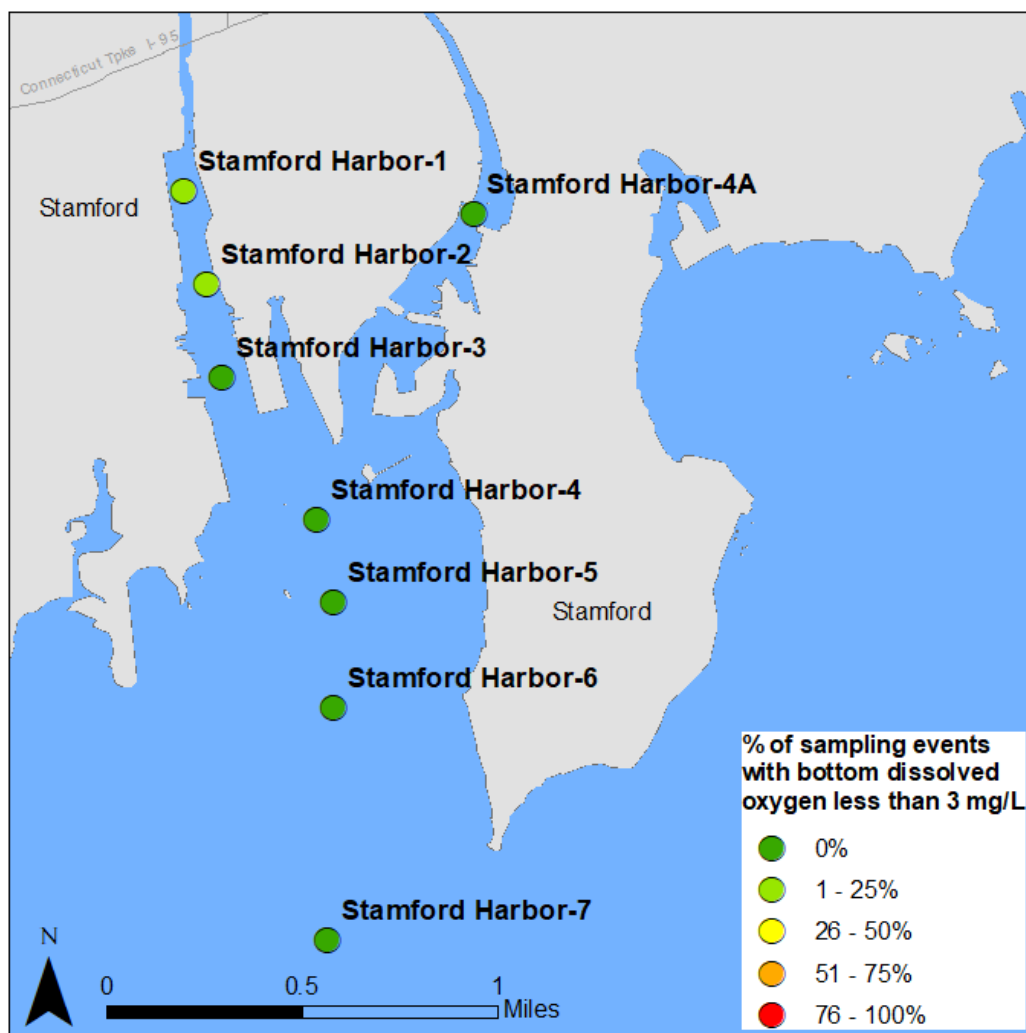 Connecticut Tpke I-95
Stamford Harbor-1
Stamford Harbor-4A
Stamford
Stamford Harbor-2
Stamford Harbor-3
Stamford Harbor-4
Stamford Harbor-5
Stamford
Stamford Harbor-6
% of sampling events
with bottom dissolved
oxygen less than 3 mg/L
0%
1 - 25%
26 - 50%
51 - 75%
76 - 100%
Stamford Harbor-7
N
0 0.5 1
Miles